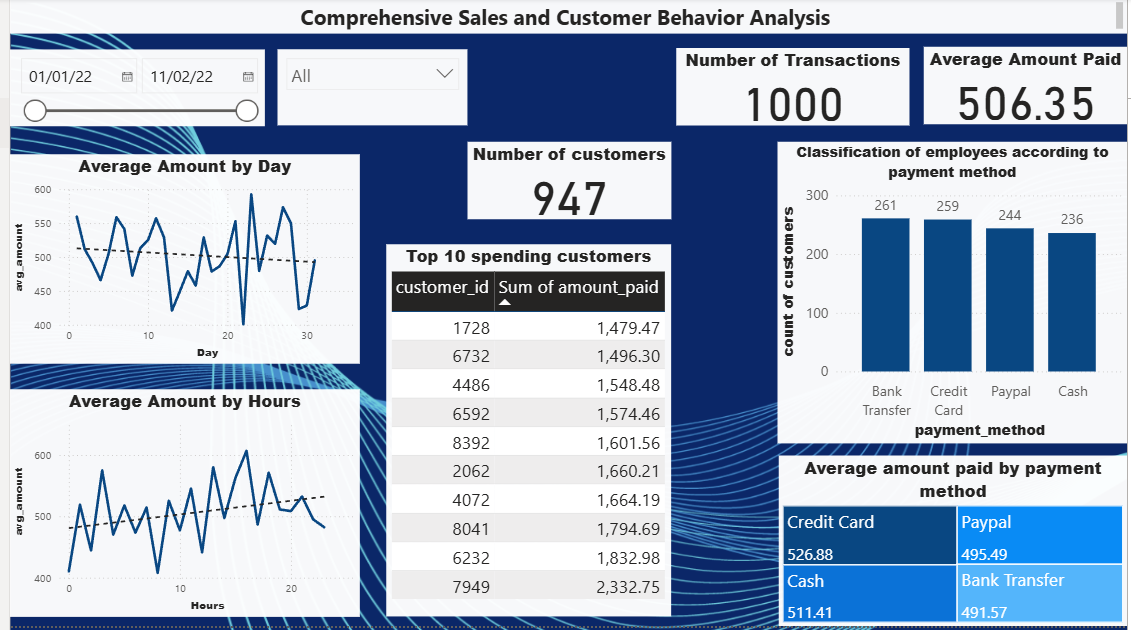 Comprehensive Sales and Customer Behavior Analysis
01/01/22
11/02/22
All
Number of Transactions
1000
Average Amount Paid
506.35
Number of customers
947
Average Amount by Day
avg_amount
600
550
500
450
400
0 10 20 30
Day
Average Amount by Hours
avg_amount
600
500
400
0 10 20
Hours
Top 10 spending customers
customer_id Sum of amount_paid
1728 1,479.47
6732 1,496.30
4486 1,548.48
6592 1,574.46
8392 1,601.56
2062 1,660.21
4072 1,664.19
8041 1,794.69
6232 1,832.98
7949 2,332.75
Classification of employees according to
payment method
count of customers
300
200
100
0
261 259 244 236
Bank
Transfer
Credit
Card
Paypal
Cash
payment_method
Average amount paid by payment
method
Credit Card
526.88
Paypal
495.49
Cash
511.41
Bank Transfer
491.57